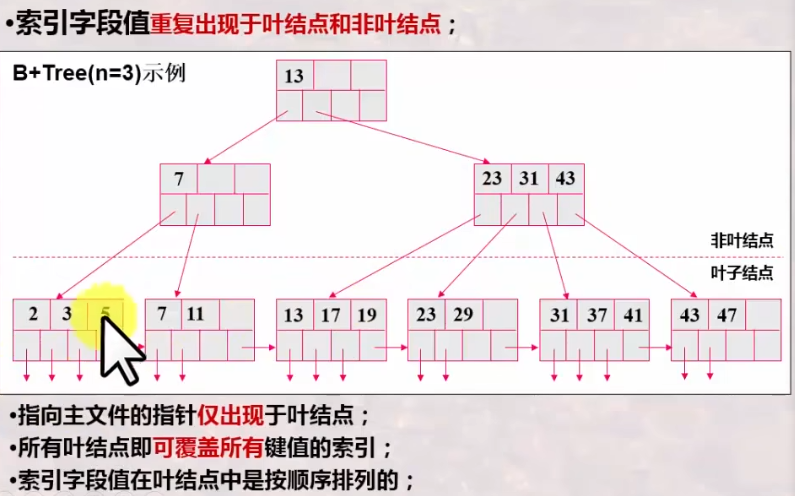 •索引字段值重复出现于叶结点和非叶结点；
B+Tree(n=3)示例
13
7
23 31 43
非叶结点
叶子结点
2 3 5 7 11 13 17 19 23 29 31 37 41 43 47
•指向主文件的指针仅出现于叶结点；
•所有叶结点即可覆盖所有键值的索引；
•索引字段值在叶结点中是按顺序排列的；